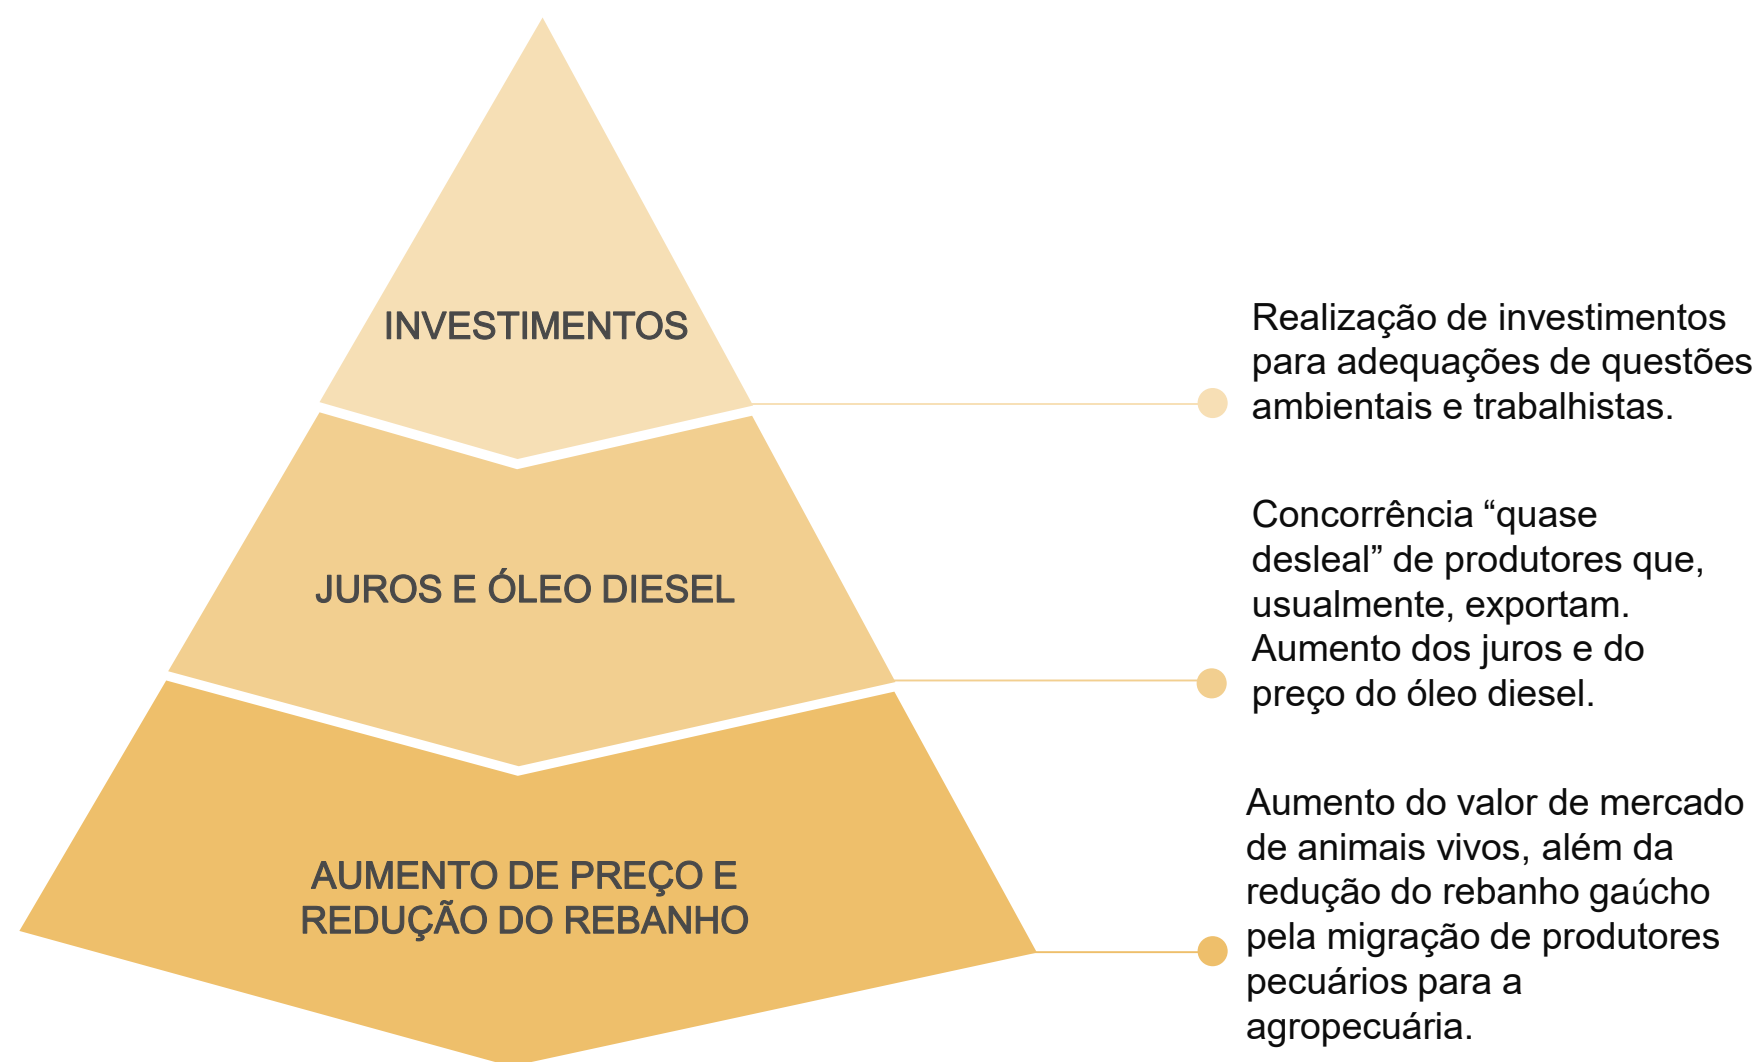 INVESTIMENTOS
Realização de investimentos
para adequações de questões
ambientais e trabalhistas.
JUROS E ÓLEO DIESEL
Concorrência “quase
desleal” de produtores que,
usualmente, exportam.
Aumento dos juros e do
preço do óleo diesel.
AUMENTO DE PREÇO E
REDUÇÃO DO REBANHO
Aumento do valor de mercado
de animais vivos, além da
redução do rebanho gaúcho
pela migração de produtores
pecuários para a
agropecuária.